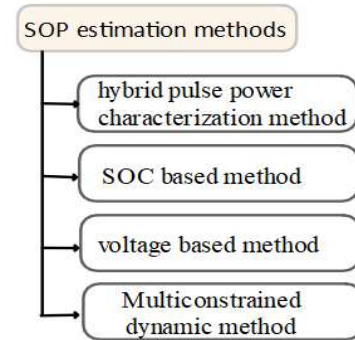 SOP estimation methods
hybrid pulse power
characterization method
SOC based method
voltage based method
Multiconstrained
dynamic method